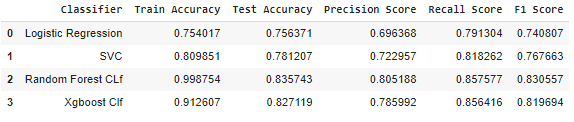 Classifier Train Accuracy Test Accuracy Precision Score Recall Score F1 Score
0 Logistic Regression 0.754017 0.756371 0.696368 0.791304 0.740807
1 SVC 0.809851 0.781207 0.722957 0.818262 0.767663
2 Random Forest CLf 0.998754 0.835743 0.805188 0.857577 0.830557
3 Xgboost Clf 0.912607 0.827119 0.785992 0.856416 0.819694